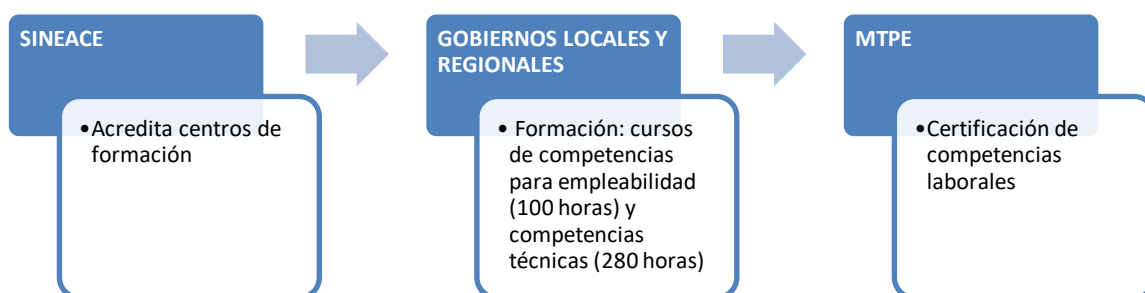 SINEACE
•Acredita centros de
formación
GOBIERNOS LOCALES Y
REGIONALES
• Formación: cursos
de competencias
para empleabilidad
(100 horas) y
competencias
técnicas (280 horas)
MTPE
•Certificación de
competencias
laborales